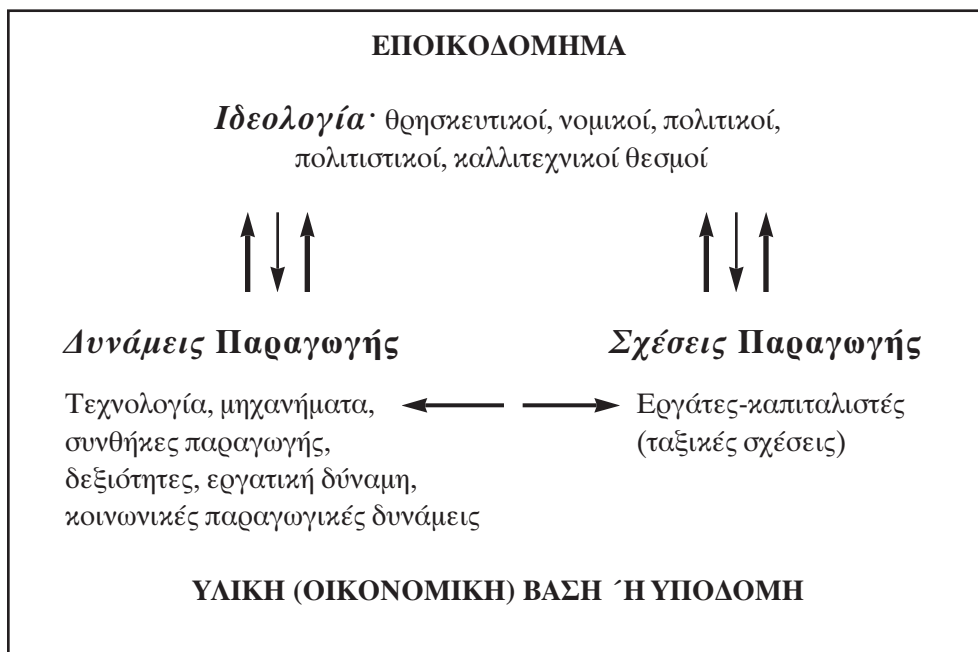 ΕΠΟΙΚΟΔΟΜΗΜΑ
Ιδεολογία· θρησκευτικοί, νομικοί, πολιτικοί,
πολιτιστικοί, καλλιτεχνικοί θεσμοί
Δυνάμεις Παραγωγής
Τεχνολογία, μηχανήματα,
συνθήκες παραγωγής,
δεξιότητες, εργατική δύναμη,
κοινωνικές παραγωγικές δυνάμεις
Σχέσεις Παραγωγής
Εργάτες-καπιταλιστές
(ταξικές σχέσεις)
ΥΛΙΚΗ (ΟΙΚΟΝΟΜΙΚΗ) ΒΑΣΗ ΄Η ΥΠΟΔΟΜΗ